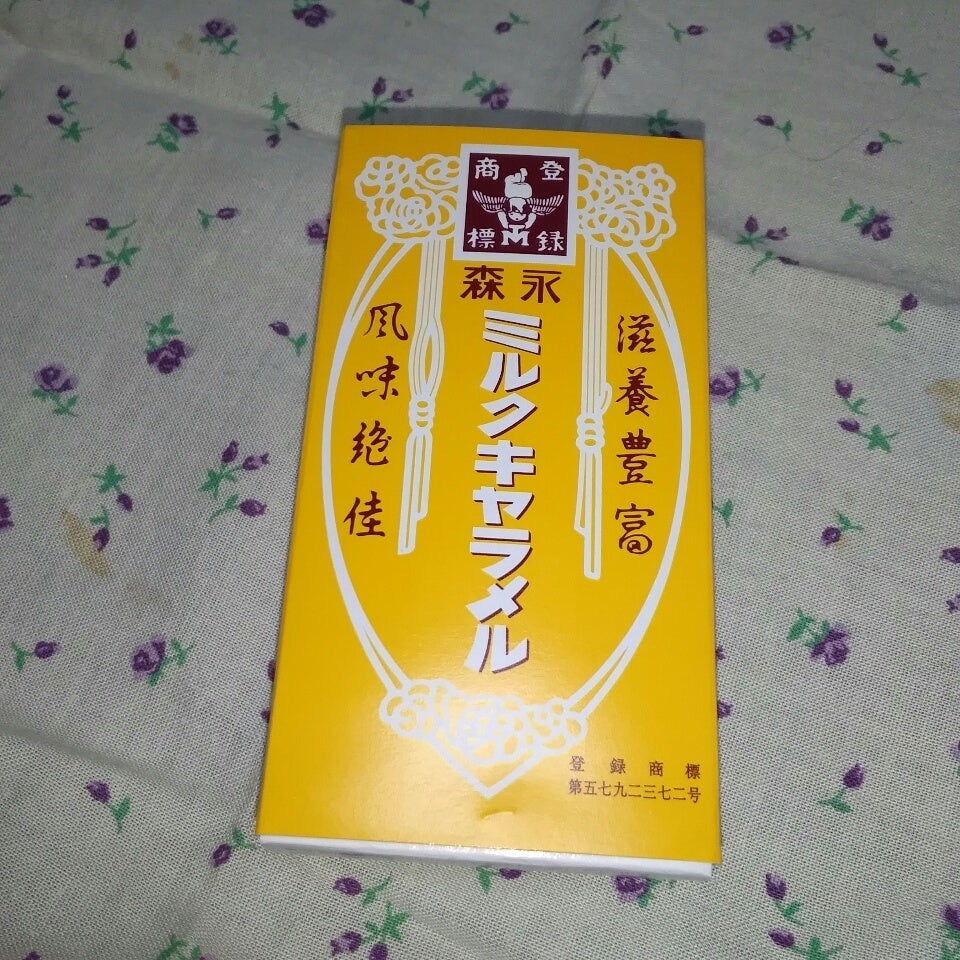 登録
商標
TM
森永
ミルクキャラメル
滋養豊富
風味絶佳
登録商標
第五七九二三七二号